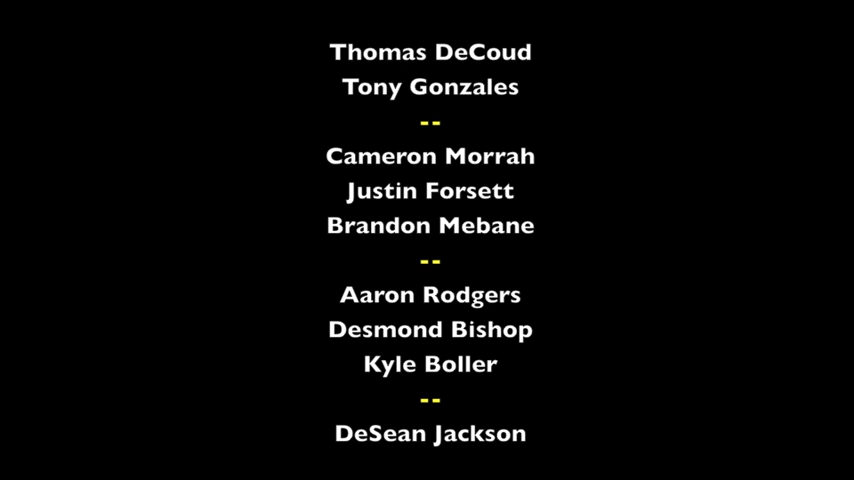 Thomas DeCoud
Tony Gonzales
--
Cameron Morrah
Justin Forsett
Brandon Mebane
--
Aaron Rodgers
Desmond Bishop
Kyle Boller
--
DeSean Jackson